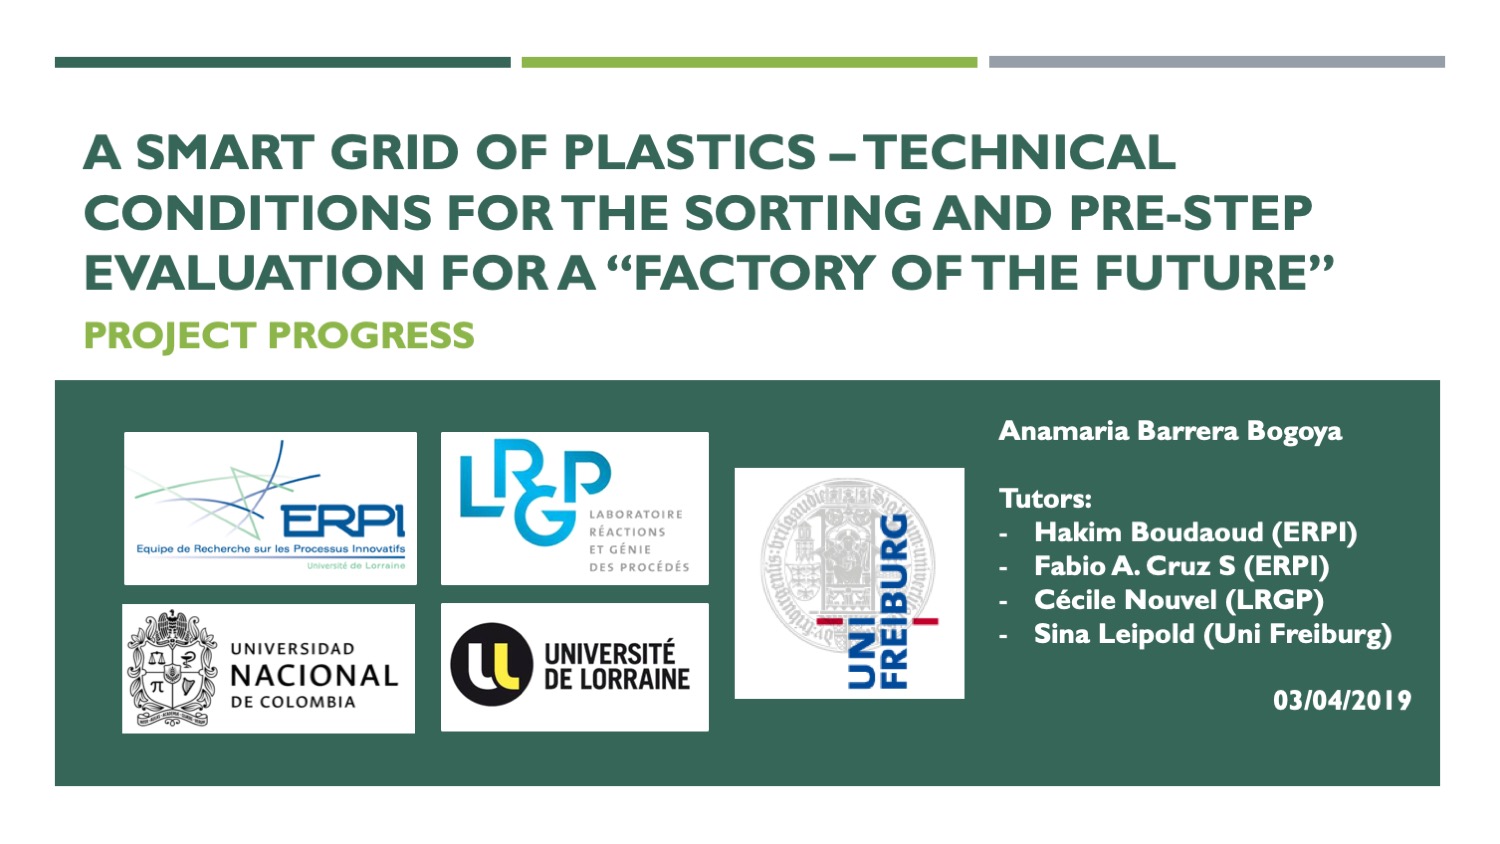 A SMART GRID OF PLASTICS – TECHNICAL
CONDITIONS FOR THE SORTING AND PRE-STEP
EVALUATION FOR A “FACTORY OF THE FUTURE”
PROJECT PROGRESS
ERPI
Equipe de Recherche sur les Processus Innovatifs
Université de Lorraine
LRGP
LABORATOIRE
RÉACTIONS
ET GÉNIE
DES PROCÉDÉS
UNIVERSIDAD
NACIONAL
DE COLOMBIA
UNIVERSITÉ
DE LORRAINE
UNI
FREIBURG
Anamaria Barrera Bogoya
Tutors:
- Hakim Boudaoud (ERPI)
- Fabio A. Cruz S (ERPI)
- Cécile Nouvel (LRGP)
- Sina Leipold (Uni Freiburg)
03/04/2019